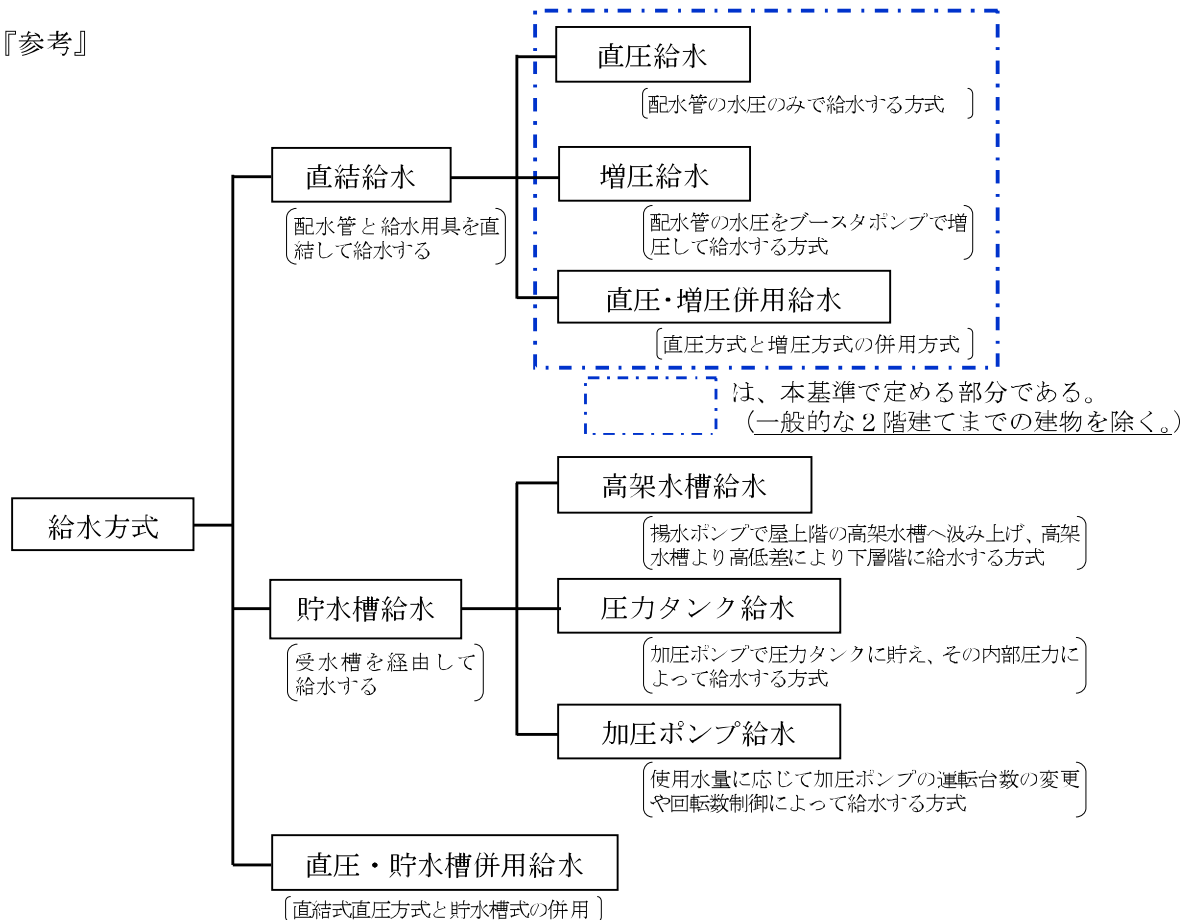 『参考』
直圧給水
配水管の水圧のみで給水する方式
直結給水
配水管と給水用具を直
結して給水する
増圧給水
配水管の水圧をブースタポンプで増
圧して給水する方式
直圧・増圧併用給水
直圧方式と増圧方式の併用方式
は、本基準で定める部分である。
(一般的な2階建てまでの建物を除く。)
給水方式
高架水槽給水
揚水ポンプで屋上階の高架水槽へ汲み上げ、高架
水槽より高低差により下層階に給水する方式
貯水槽給水
受水槽を経由して
給水する
圧力タンク給水
加圧ポンプで圧力タンクに貯え、その内部圧力に
よって給水する方式
加圧ポンプ給水
使用水量に応じて加圧ポンプの運転台数の変更
や回転数制御によって給水する方式
直圧・貯水槽併用給水
直結式直圧方式と貯水槽式の併用